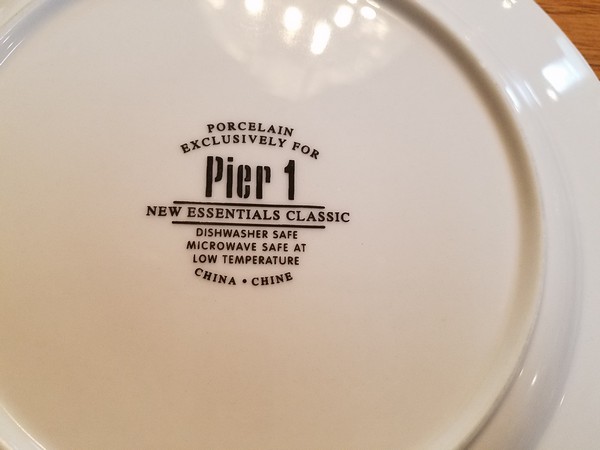 PORCELAIN
EXCLUSIVELY FOR
Pier 1
NEW ESSENTIALS CLASSIC
DISHWASHER SAFE
MICROWAVE SAFE AT
LOW TEMPERATURE
CHINA • CHINE